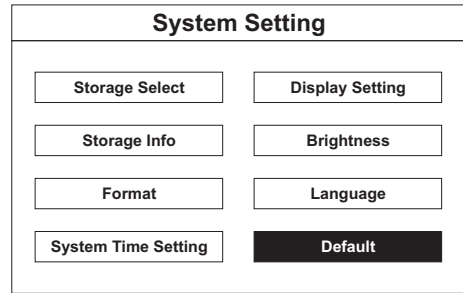 System Setting
Storage Select
Display Setting
Storage Info
Brightness
Format
Language
System Time Setting
Default